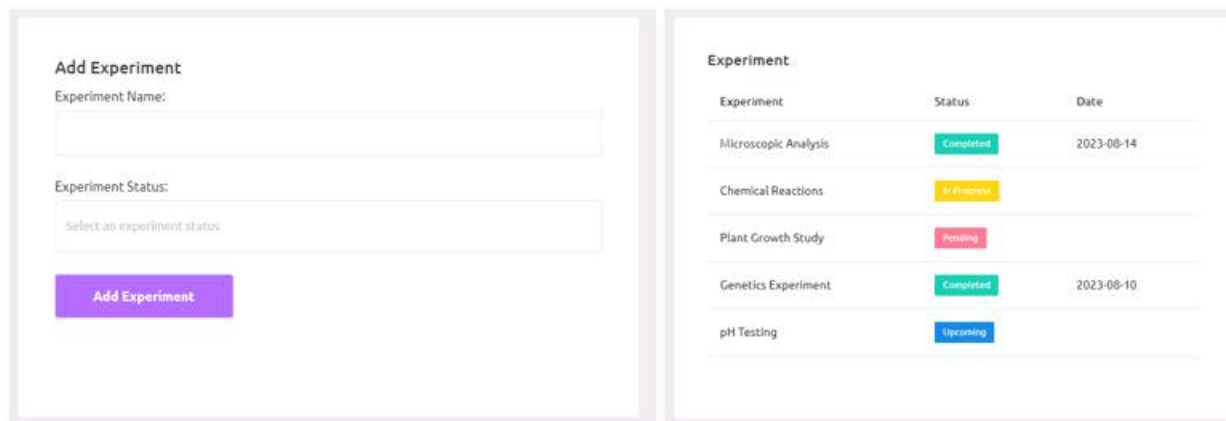 Add Experiment
Experiment Name:
Experiment Status:
Select an experiment status
Add Experiment
Experiment
Experiment Status Date
Microscopic Analysis Completed 2023-08-14
Chemical Reactions In Progress
Plant Growth Study Pending
Genetics Experiment Completed 2023-08-10
pH Testing Upcoming